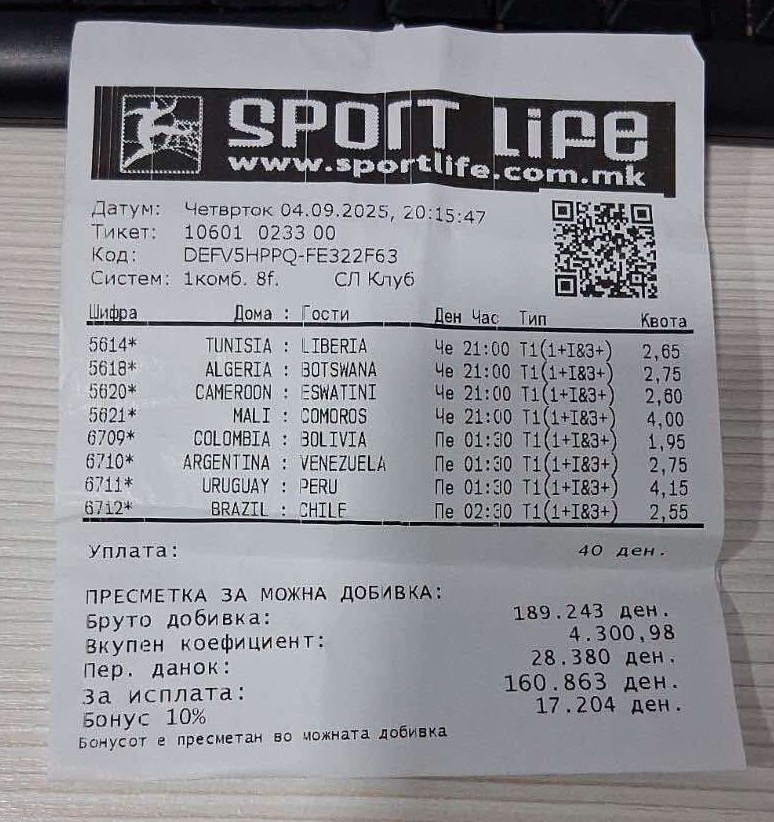 SPORT LiFe
www.sportlife.com.mk
Датум: Четврток 04.09.2025, 20:15:47
Тикет: 10601 0233 00
Код: DEFV5HPPQ-FE322F63
Систем: 1комб. 8f. СЛ Клуб
Шифра Дома : Гости Ден Час Тип Квота
5614* TUNISIA : LIBERIA Че 21:00 T1(1+I&3+) 2,65
5618* ALGERIA : BOTSWANA Че 21:00 T1(1+I&3+) 2,75
5620* CAMEROON : ESWATINI Че 21:00 T1(1+I&3+) 2,60
5621* MALI : COMOROS Че 21:00 T1(1+I&3+) 4,00
6709* COLOMBIA : BOLIVIA Пе 01:30 T1(1+I&3+) 1,95
6710* ARGENTINA : VENEZUELA Пе 01:30 T1(1+I&3+) 2,75
6711* URUGUAY : PERU Пе 01:30 T1(1+I&3+) 4,15
6712* BRAZIL : CHILE Пе 02:30 T1(1+I&3+) 2,55
Уплата: 40 ден.
ПРЕСМЕТКА ЗА МОЖНА ДОБИВКА:
Бруто добивка: 189.243 ден.
Вкупен коефициент: 4.300,98
Пер. данок: 28.380 ден.
За исплата: 160.863 ден.
Бонус 10% 17.204 ден.
Бонусот е пресметан во можната добивка